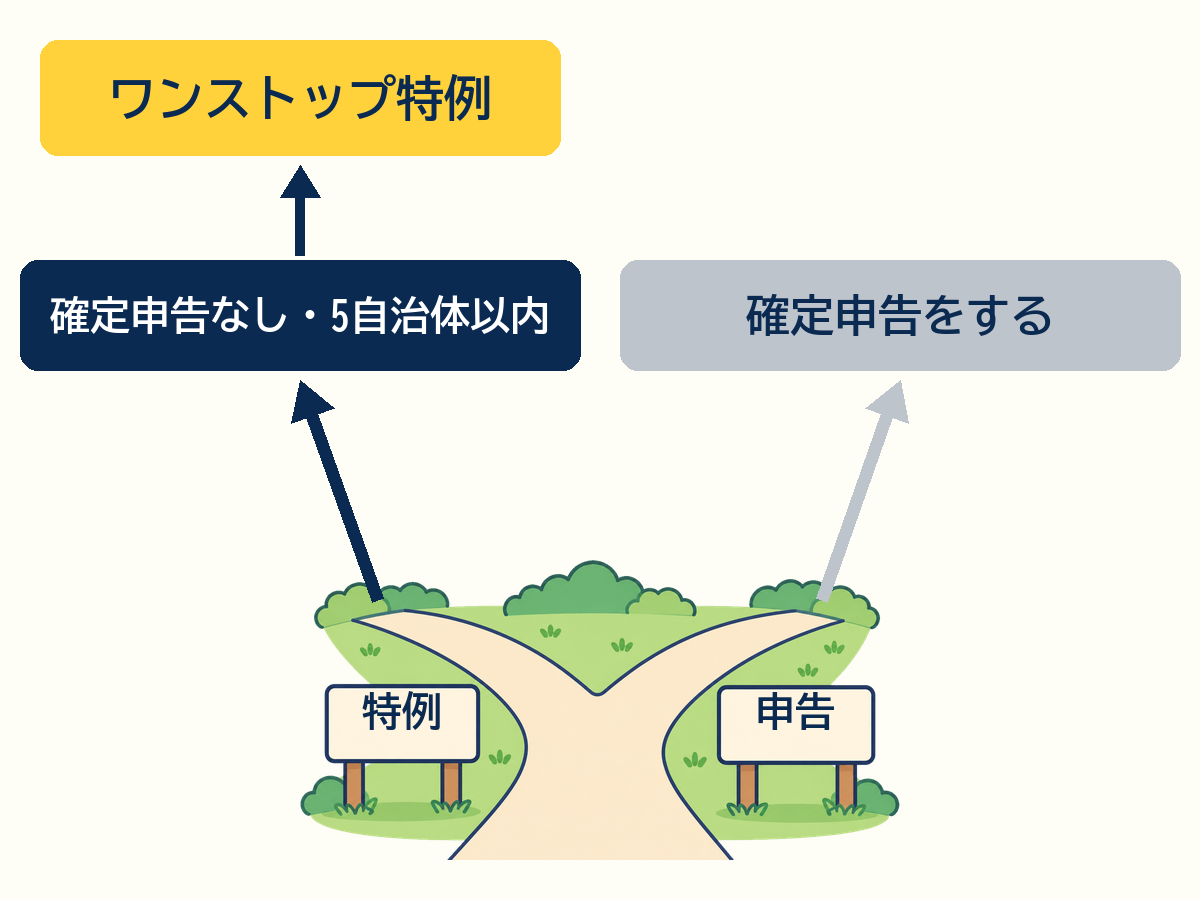 ワンストップ特例
確定申告なし・5自治体以内
確定申告をする
特例
申告